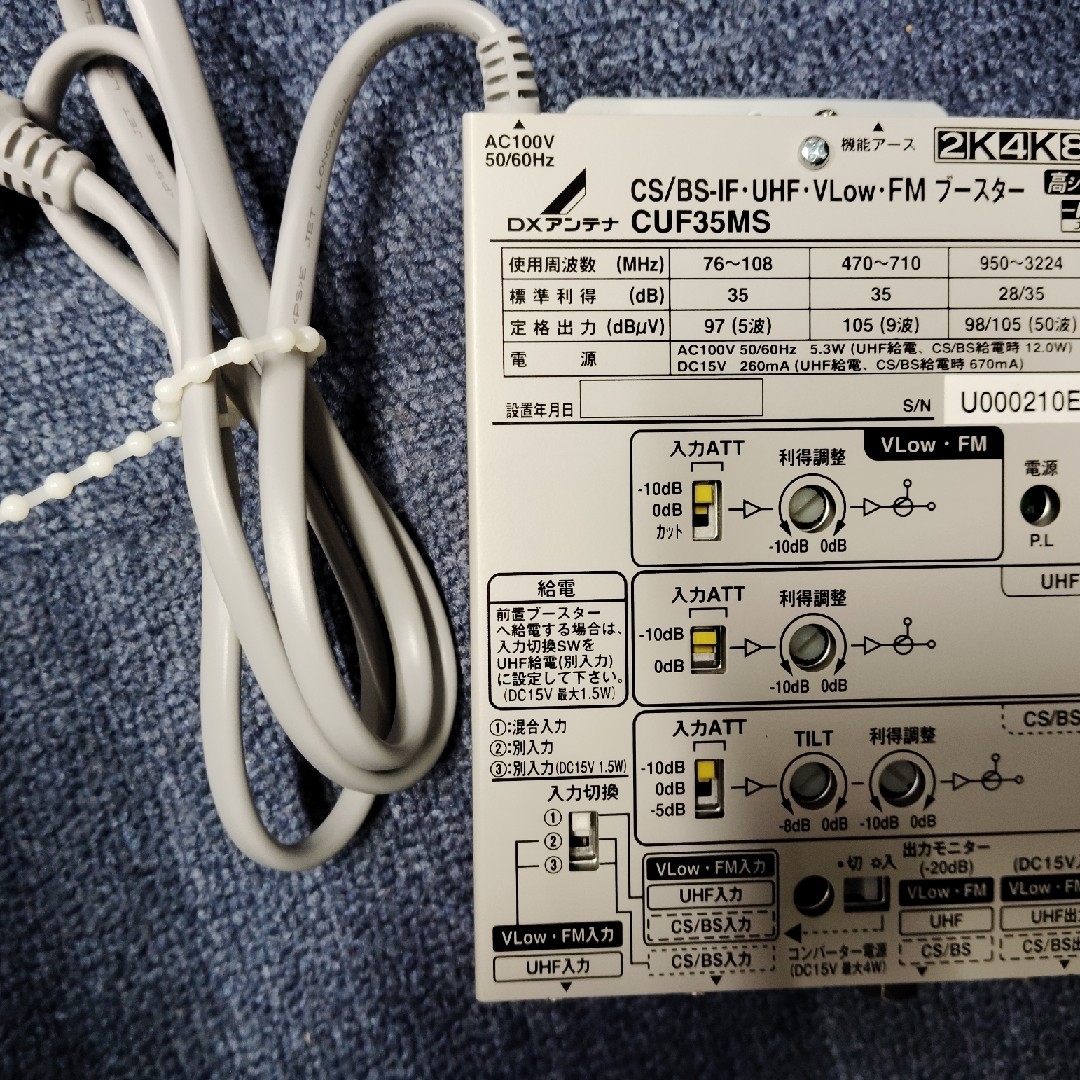 AC100V
50/60Hz
機能アース
2K4K8
CS/BS-IF・UHF・VLow・FM ブースター
高シ
DXアンテナ CUF35MS
使用周波数 (MHz) 76～108 470～710 950～3224
標準利得 (dB) 35 35 28/35
定格出力 (dBμV) 97 (5波) 105 (9波) 98/105 (50波)
電源 AC100V 50/60Hz 5.3W (UHF給電、CS/BS給電時 12.0W)
DC15V 260mA (UHF給電、CS/BS給電時 670mA)
設置年月日
S/N U000210E
入力ATT 利得調整 VLow・FM
-10dB
0dB
カット
-10dB 0dB
電源
P.L
UHF
入力ATT 利得調整
-10dB
0dB
-10dB 0dB
給電
前置ブースター
へ給電する場合は、
入力切換SWを
UHF給電(別入力)
に設定して下さい。
(DC15V 最大1.5W)
CS/BS
入力ATT TILT 利得調整
-10dB
0dB
-5dB
-8dB 0dB -10dB 0dB
①:混合入力
②:別入力
③:別入力(DC15V 1.5W)
入力切換
①
②
③
VLow・FM入力
UHF入力
CS/BS入力
VLow・FM入力
UHF入力
CS/BS入力
切 入
コンバーター電源
(DC15V 最大4W)
出力モニター
(-20dB)
VLow・FM
UHF
CS/BS
(DC15V
VLow・FM
UHF出
CS/BS出
JET LONGWELL